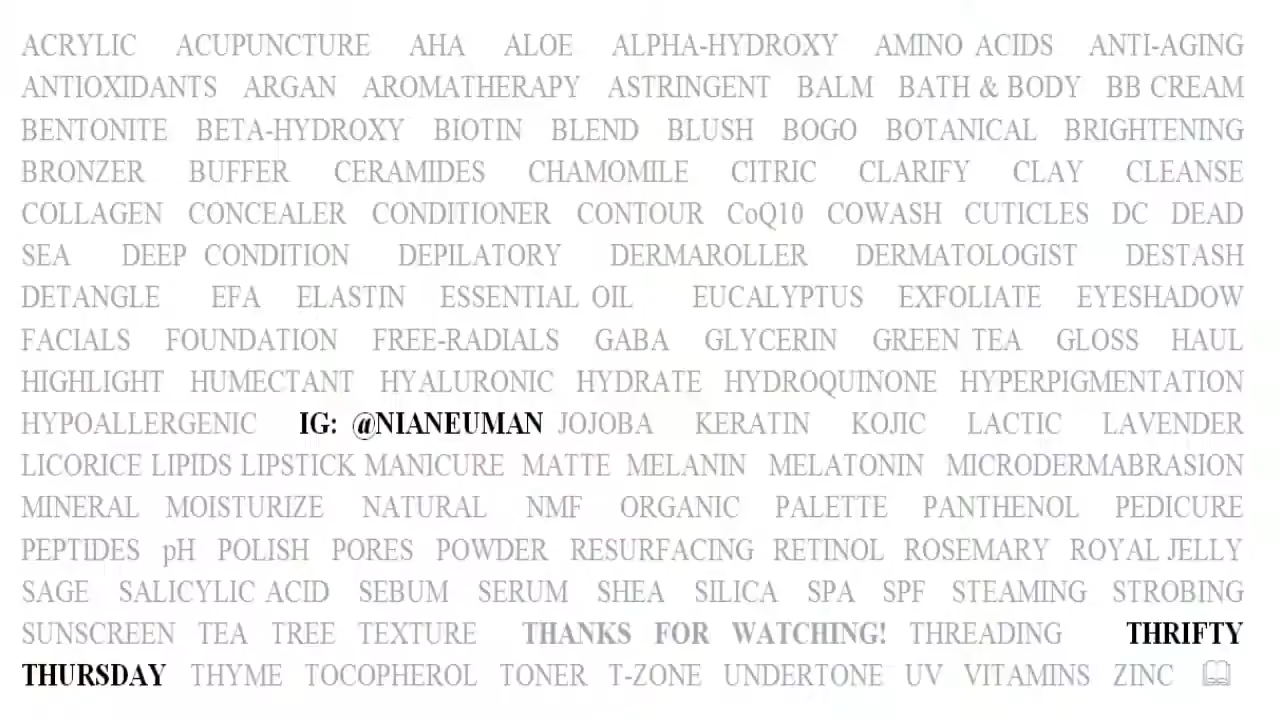 ACRYLIC ACUPUNCTURE AHA ALOE ALPHA-HYDROXY AMINO ACIDS ANTI-AGING
ANTIOXIDANTS ARGAN AROMATHERAPY ASTRINGENT BALM BATH & BODY BB CREAM
BENTONITE BETA-HYDROXY BIOTIN BLEND BLUSH BOGO BOTANICAL BRIGHTENING
BRONZER BUFFER CERAMIDES CHAMOMILE CITRIC CLARIFY CLAY CLEANSE
COLLAGEN CONCEALER CONDITIONER CONTOUR CoQ10 COWASH CUTICLES DC DEAD
SEA DEEP CONDITION DEPILATORY DERMAROLLER DERMATOLOGIST DESTASH
DETANGLE EFA ELASTIN ESSENTIAL OIL EUCALYPTUS EXFOLIATE EYESHADOW
FACIALS FOUNDATION FREE-RADIALS GABA GLYCERIN GREEN TEA GLOSS HAUL
HIGHLIGHT HUMECTANT HYALURONIC HYDRATE HYDROQUINONE HYPERPIGMENTATION
HYPOALLERGENIC IG: @NIANEUMAN JOJOBA KERATIN KOJIC LACTIC LAVENDER
LICORICE LIPIDS LIPSTICK MANICURE MATTE MELANIN MELATONIN MICRODERMABRASION
MINERAL MOISTURIZE NATURAL NMF ORGANIC PALETTE PANTHENOL PEDICURE
PEPTIDES pH POLISH PORES POWDER RESURFACING RETINOL ROSEMARY ROYAL JELLY
SAGE SALICYLIC ACID SEBUM SERUM SHEA SILICA SPA SPF STEAMING STROBING
SUNSCREEN TEA TREE TEXTURE THANKS FOR WATCHING! THREADING THRIFTY
THURSDAY THYME TOCOPHEROL TONER T-ZONE UNDERTONE UV VITAMINS ZINC